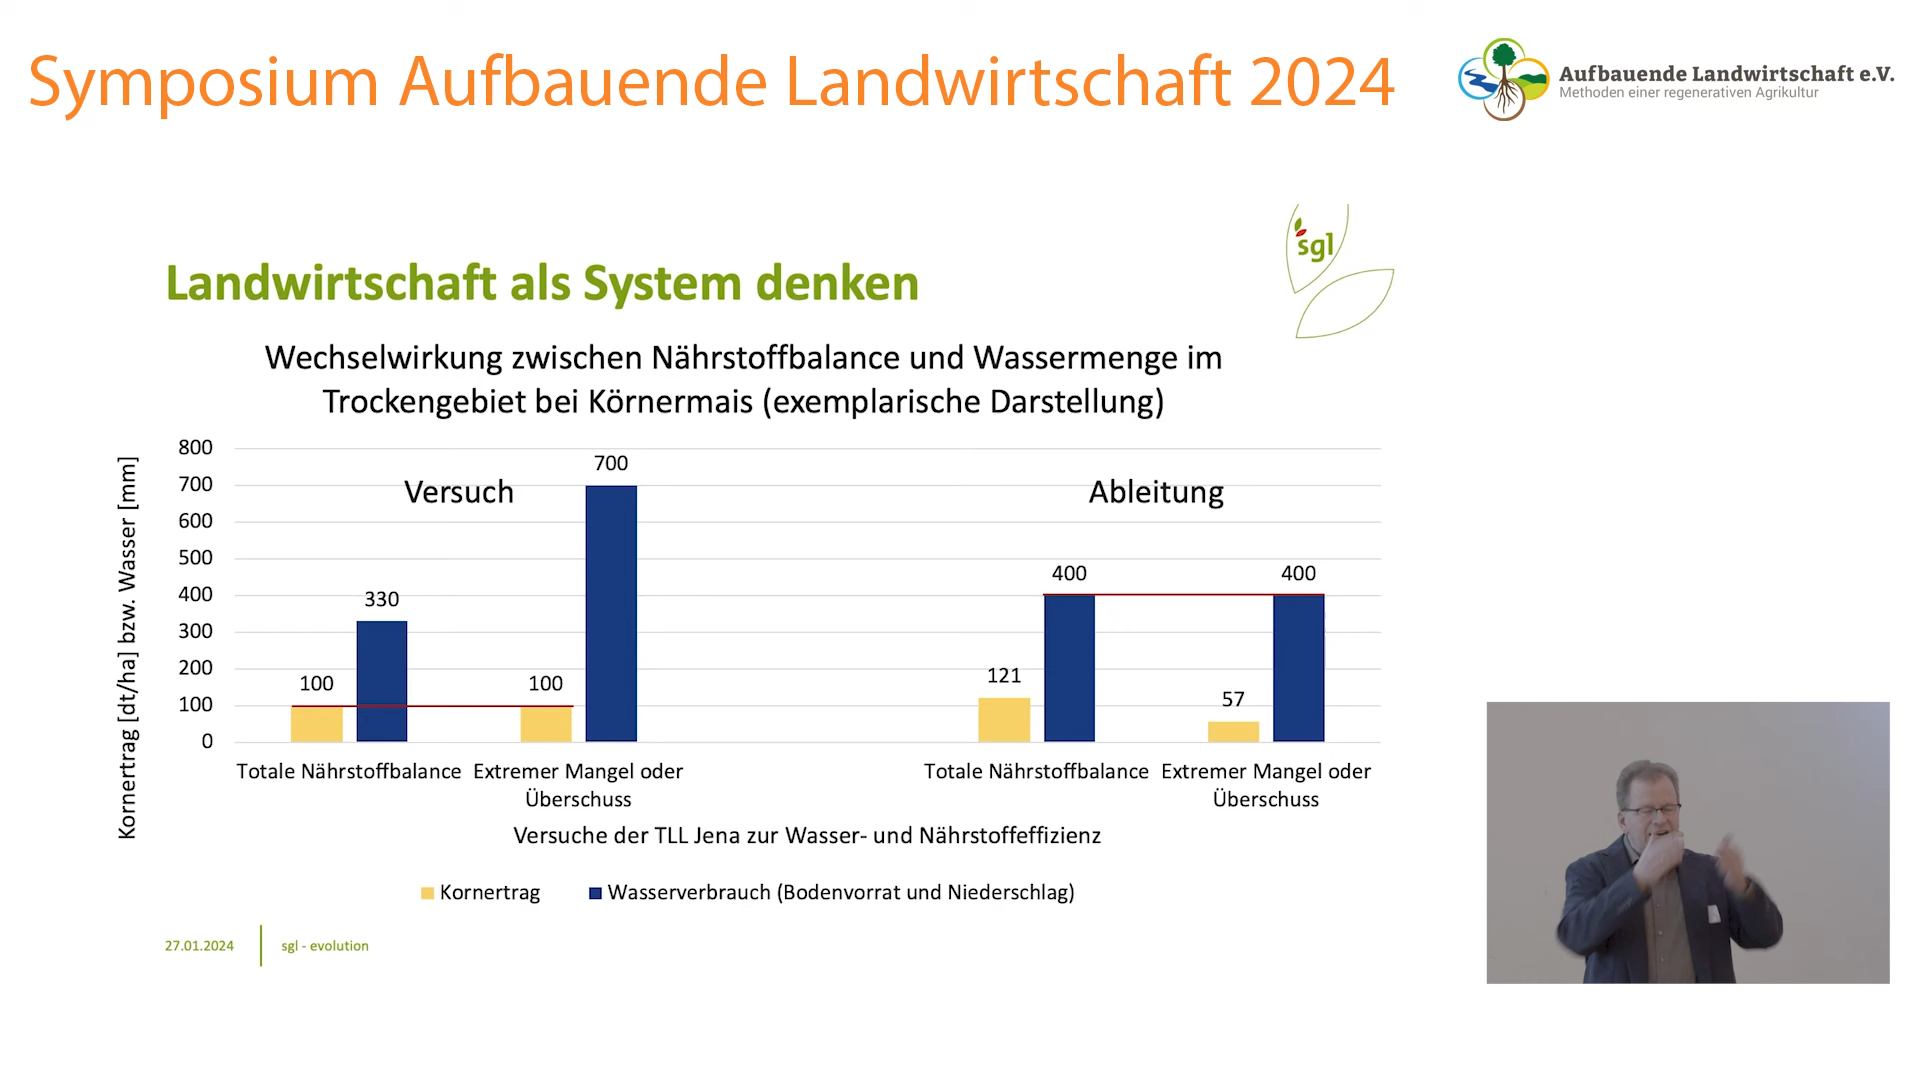 Symposium Aufbauende Landwirtschaft 2024
Aufbauende Landwirtschaft e.V.
Methoden einer regenerativen Agrikultur
sgl
Landwirtschaft als System denken
Wechselwirkung zwischen Nährstoffbalance und Wassermenge im
Trockengebiet bei Körnermais (exemplarische Darstellung)
Kornertrag [dt/ha] bzw. Wasser [mm]
800
700
600
500
400
300
200
100
0
Versuch
Ableitung
100
330
100
700
121
400
57
400
Totale Nährstoffbalance
Extremer Mangel oder
Überschuss
Totale Nährstoffbalance
Extremer Mangel oder
Überschuss
Versuche der TLL Jena zur Wasser- und Nährstoffeffizienz
Kornertrag
Wasserverbrauch (Bodenvorrat und Niederschlag)
27.01.2024
sgl - evolution